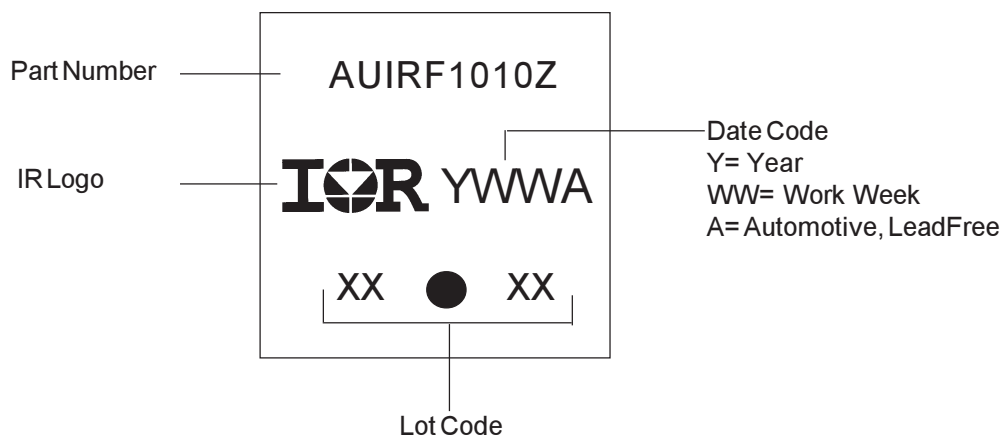 Part Number
AUIRF1010Z
Date Code
Y= Year
WW= Work Week
A= Automotive, LeadFree
IR Logo
IOR YWWA
XX XX
Lot Code